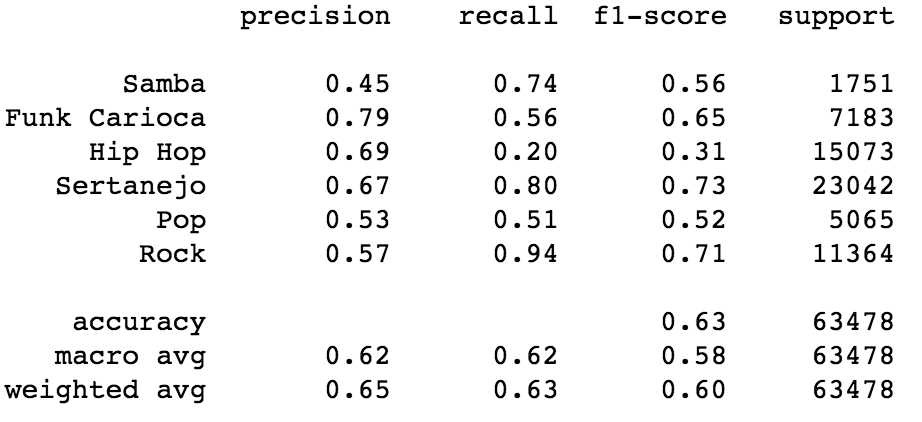 precision recall f1-score support
Samba 0.45 0.74 0.56 1751
Funk Carioca 0.79 0.56 0.65 7183
Hip Hop 0.69 0.20 0.31 15073
Sertanejo 0.67 0.80 0.73 23042
Pop 0.53 0.51 0.52 5065
Rock 0.57 0.94 0.71 11364
accuracy 0.63 63478
macro avg 0.62 0.62 0.58 63478
weighted avg 0.65 0.63 0.60 63478